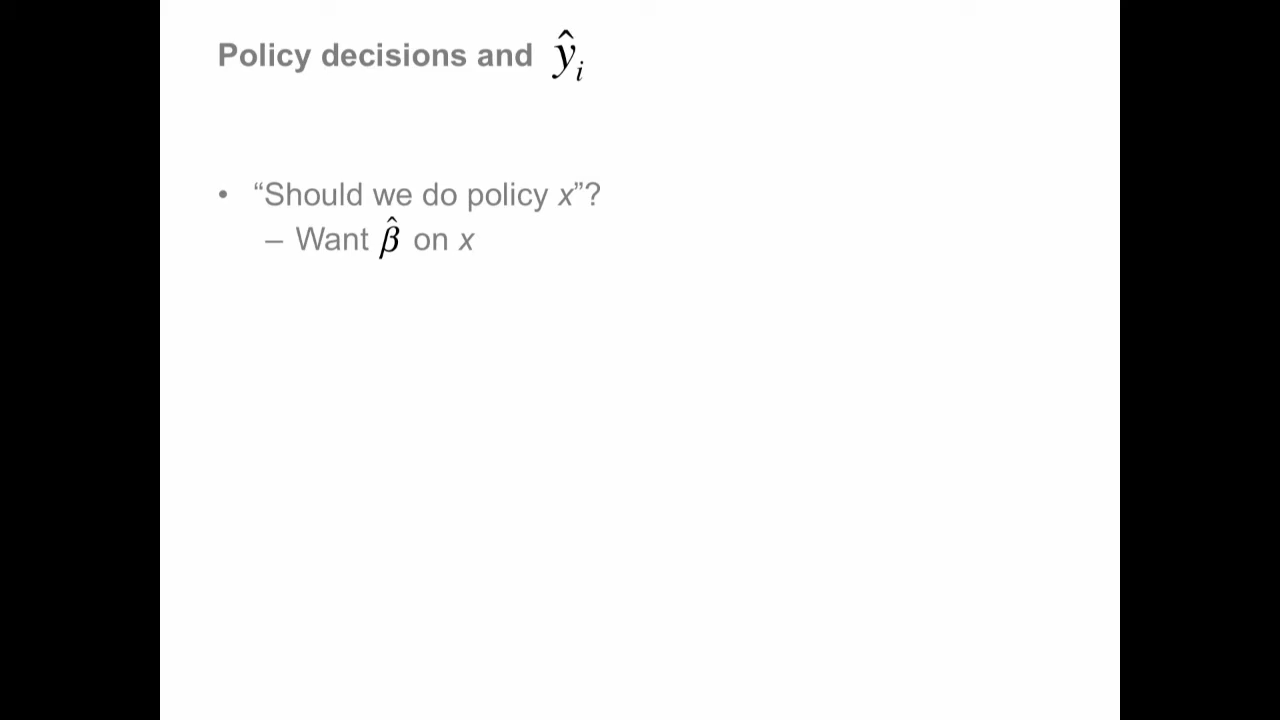 Policy decisions and ŷᵢ
• “Should we do policy x”?
– Want β̂ on x